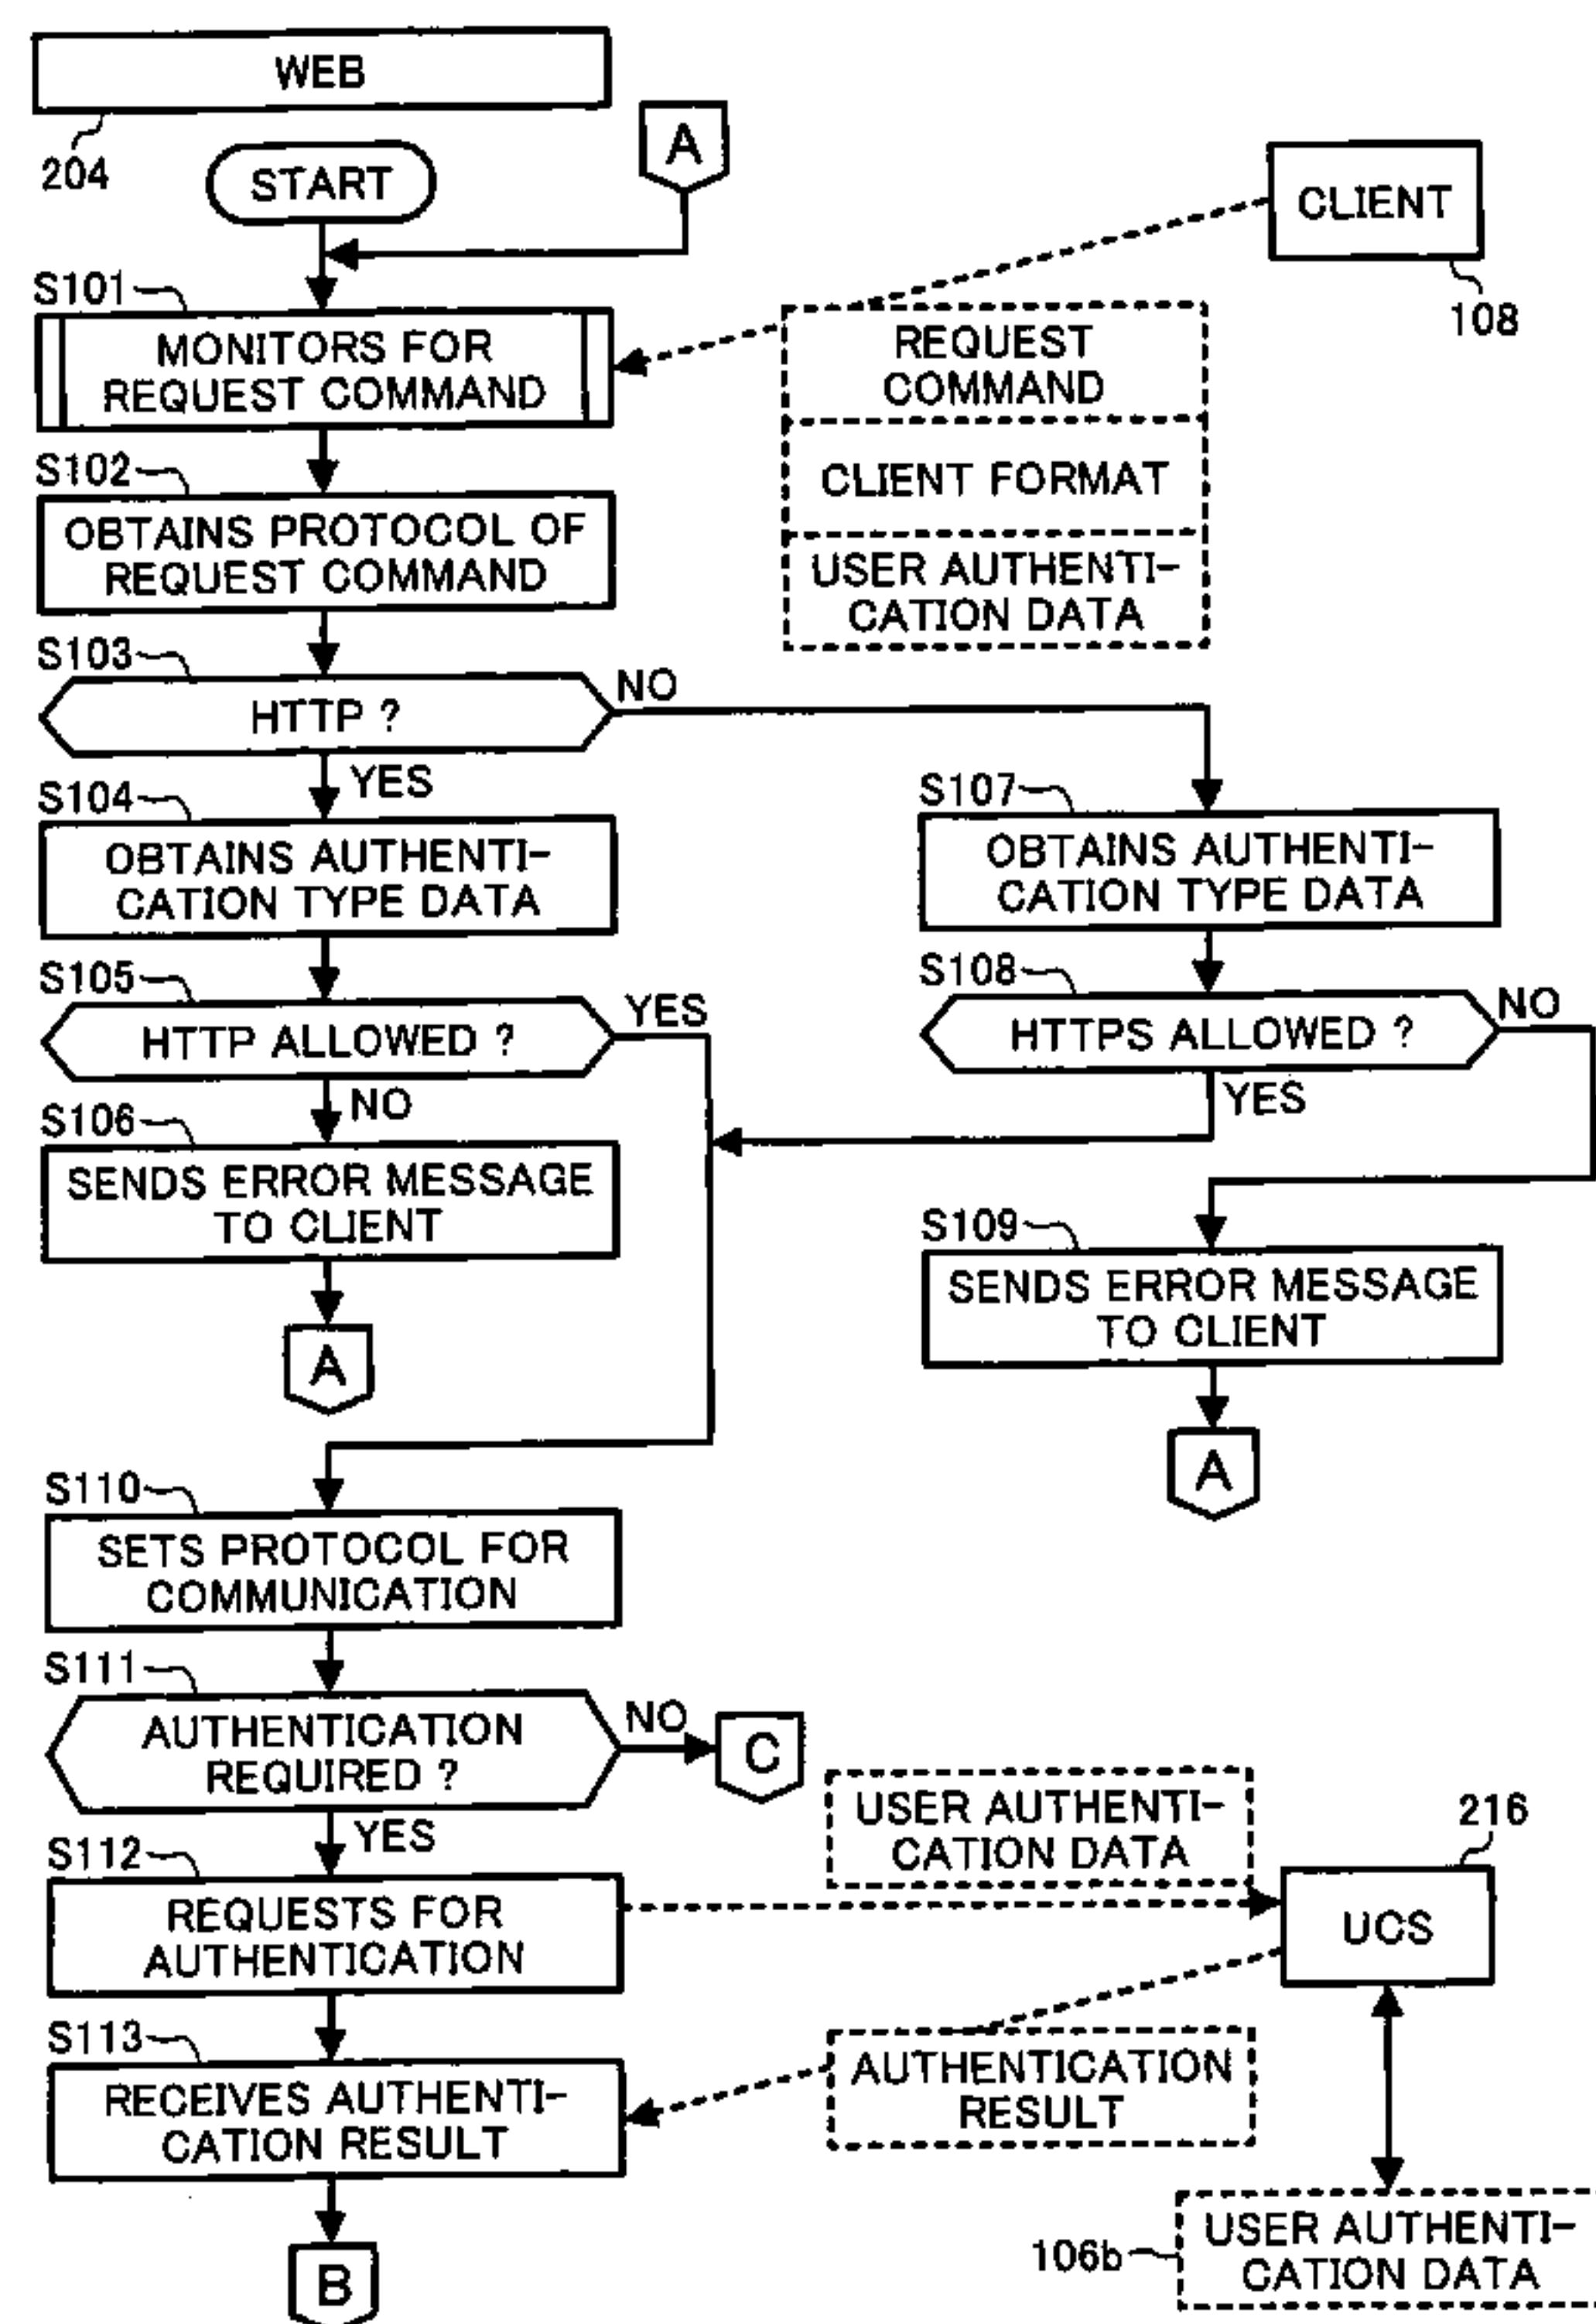 WEB
204
START
A
CLIENT
108
S101
MONITORS FOR
REQUEST COMMAND
REQUEST
COMMAND
CLIENT FORMAT
USER AUTHENTI-
CATION DATA
S102
OBTAINS PROTOCOL OF
REQUEST COMMAND
S103
HTTP ?
NO
YES
S104
OBTAINS AUTHENTI-
CATION TYPE DATA
S107
OBTAINS AUTHENTI-
CATION TYPE DATA
S105
HTTP ALLOWED ?
YES
NO
S108
HTTPS ALLOWED ?
NO
YES
S106
SENDS ERROR MESSAGE
TO CLIENT
A
S109
SENDS ERROR MESSAGE
TO CLIENT
A
S110
SETS PROTOCOL FOR
COMMUNICATION
S111
AUTHENTICATION
REQUIRED ?
NO
C
YES
USER AUTHENTI-
CATION DATA
216
UCS
S112
REQUESTS FOR
AUTHENTICATION
S113
RECEIVES AUTHENTI-
CATION RESULT
AUTHENTICATION
RESULT
B
106b
USER AUTHENTI-
CATION DATA